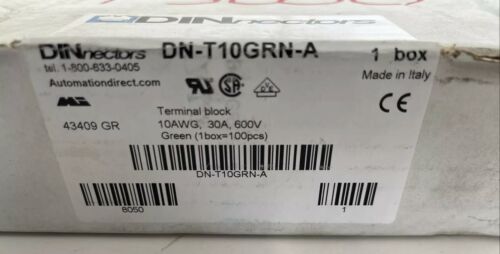 DINnectors
DINnectors DN-T10GRN-A 1 box
tel. 1-800-633-0405 Made in Italy
Automationdirect.com
43409 GR
Terminal block
10AWG, 30A, 600V
Green (1box=100pcs)
CE
DN-T10GRN-A
6050 1